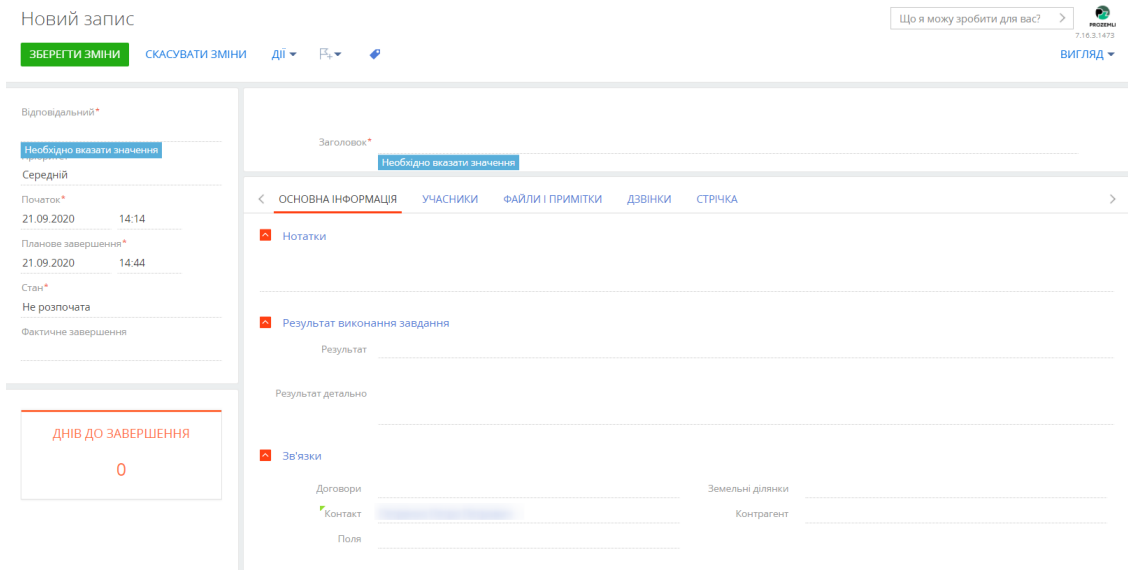 Новий запис
Що я можу зробити для вас?
PROZEMLI
7.16.3.1473
ЗБЕРЕГТИ ЗМІНИ
СКАСУВАТИ ЗМІНИ
ДІЇ
ВИГЛЯД
Відповідальний*
Необхідно вказати значення
Середній
Початок*
21.09.2020 14:14
Планове завершення*
21.09.2020 14:44
Стан*
Не розпочата
Фактичне завершення
ДНІВ ДО ЗАВЕРШЕННЯ
0
Заголовок*
Необхідно вказати значення
ОСНОВНА ІНФОРМАЦІЯ УЧАСНИКИ ФАЙЛИ І ПРИМІТКИ ДЗВІНКИ СТРІЧКА
Нотатки
Результат виконання завдання
Результат
Результат детально
Зв'язки
Договори Земельні ділянки
Контакт Контрагент
Поля